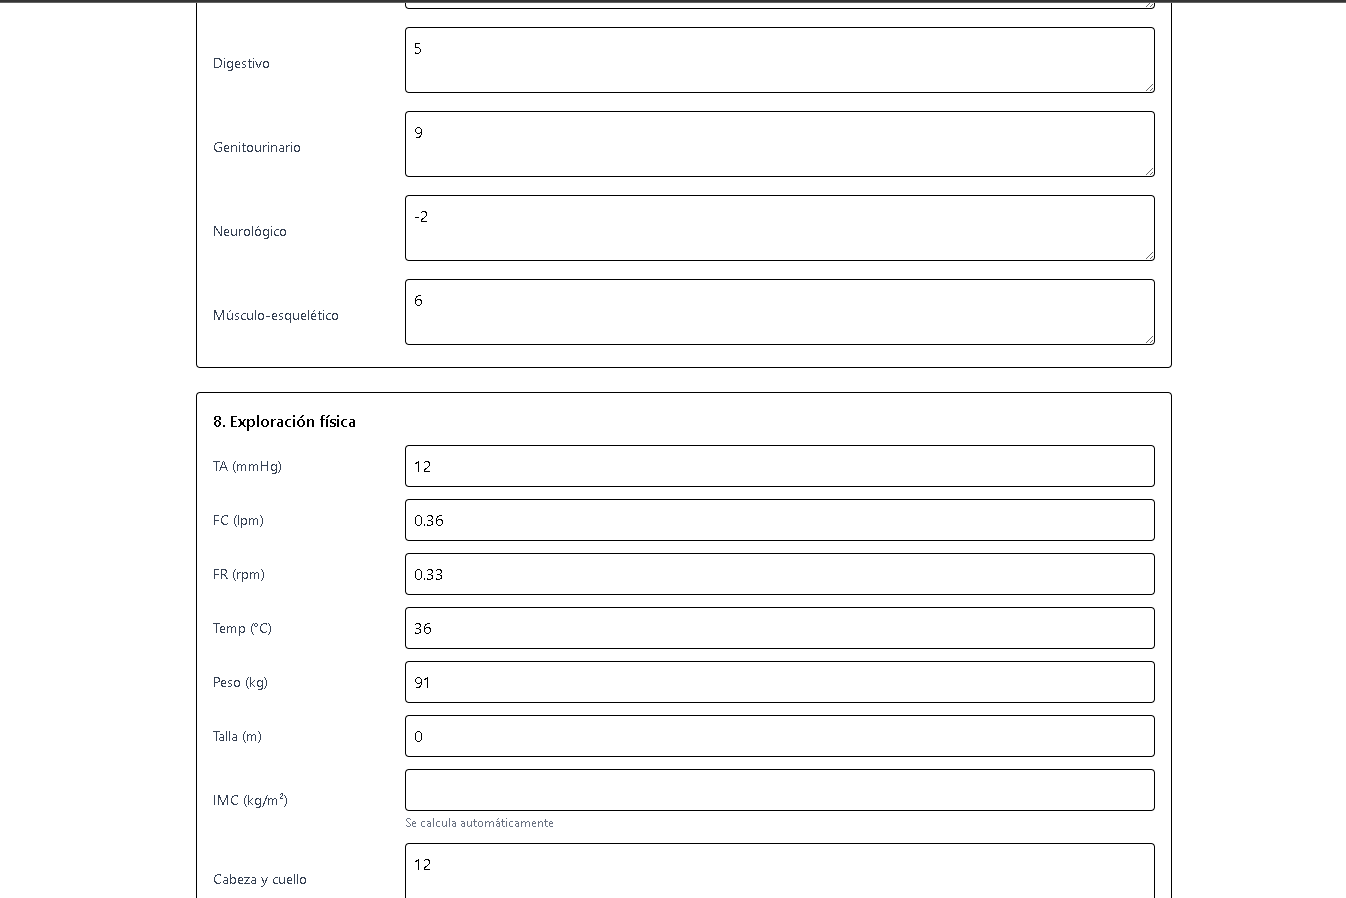 Digestivo
5
Genitourinario
9
Neurológico
-2
Músculo-esquelético
6
8. Exploración física
TA (mmHg)
12
FC (lpm)
0.36
FR (rpm)
0.33
Temp (°C)
36
Peso (kg)
91
Talla (m)
0
IMC (kg/m²)
Se calcula automáticamente
Cabeza y cuello
12